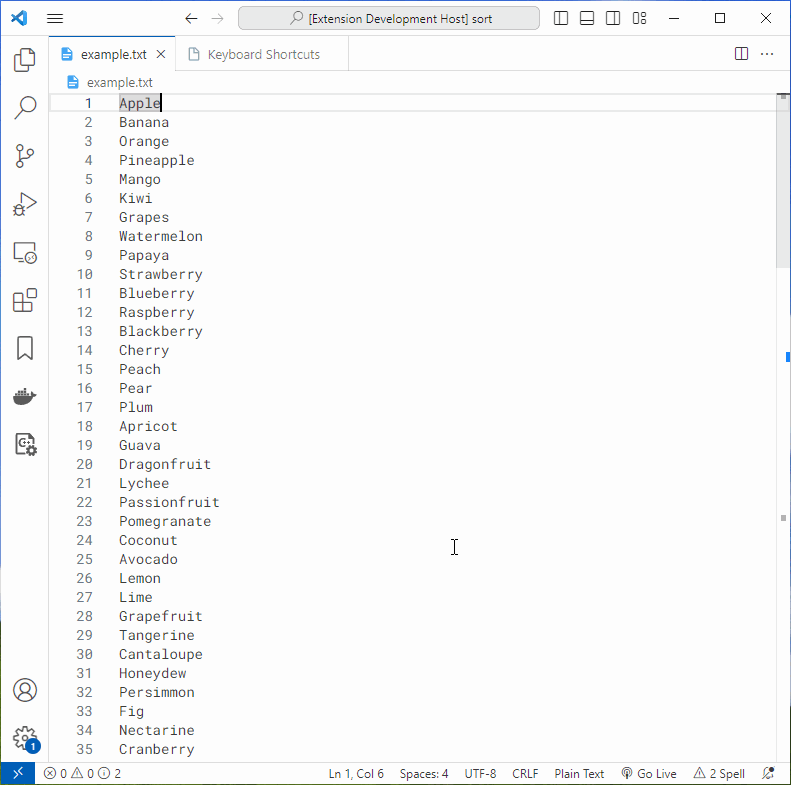 [Extension Development Host] sort
example.txt
Keyboard Shortcuts
example.txt
1 Apple
2 Banana
3 Orange
4 Pineapple
5 Mango
6 Kiwi
7 Grapes
8 Watermelon
9 Papaya
10 Strawberry
11 Blueberry
12 Raspberry
13 Blackberry
14 Cherry
15 Peach
16 Pear
17 Plum
18 Apricot
19 Guava
20 Dragonfruit
21 Lychee
22 Passionfruit
23 Pomegranate
24 Coconut
25 Avocado
26 Lemon
27 Lime
28 Grapefruit
29 Tangerine
30 Cantaloupe
31 Honeydew
32 Persimmon
33 Fig
34 Nectarine
35 Cranberry
1
0 0 2 Ln 1, Col 6 Spaces: 4 UTF-8 CRLF Plain Text Go Live 2 Spell